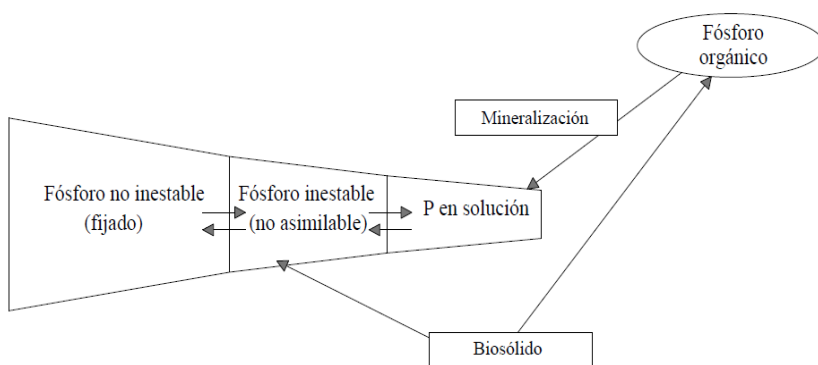 Fósforo
orgánico
Mineralización
Fósforo no inestable
(fijado)
Fósforo inestable
(no asimilable)
P en solución
Biosólido